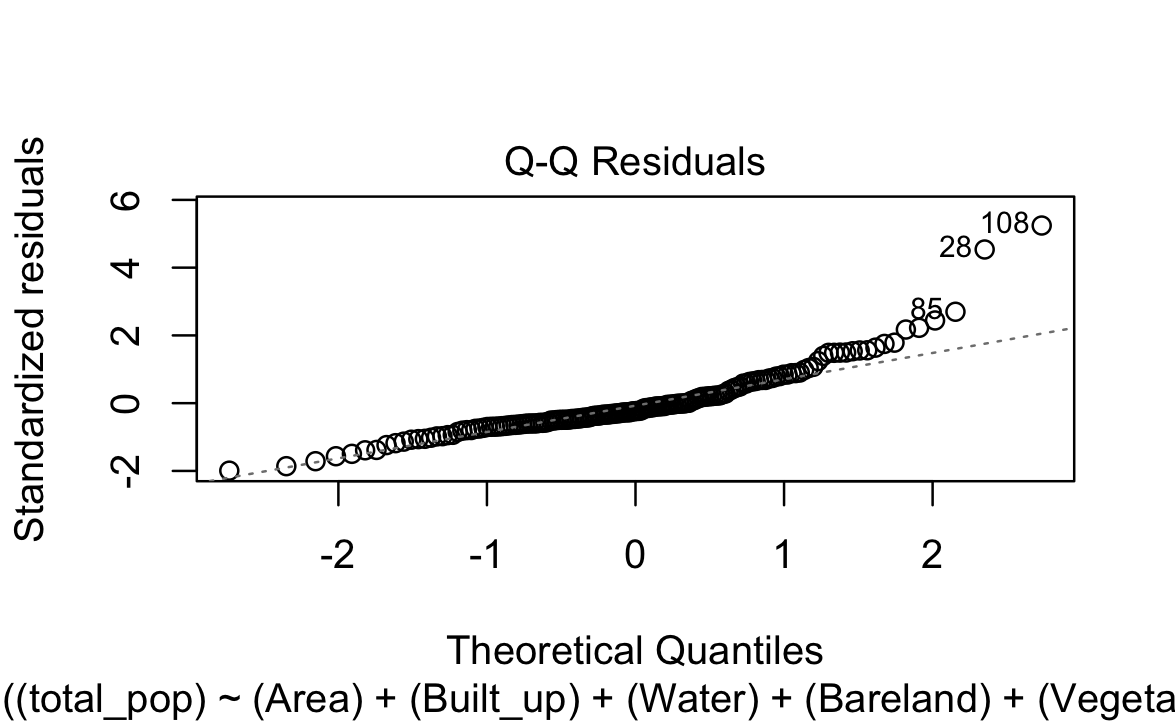 Q-Q Residuals
Standardized residuals
6
4
2
0
-2
108
28
85
-2 -1 0 1 2
Theoretical Quantiles
((total_pop) ~ (Area) + (Built_up) + (Water) + (Bareland) + (Vegeta